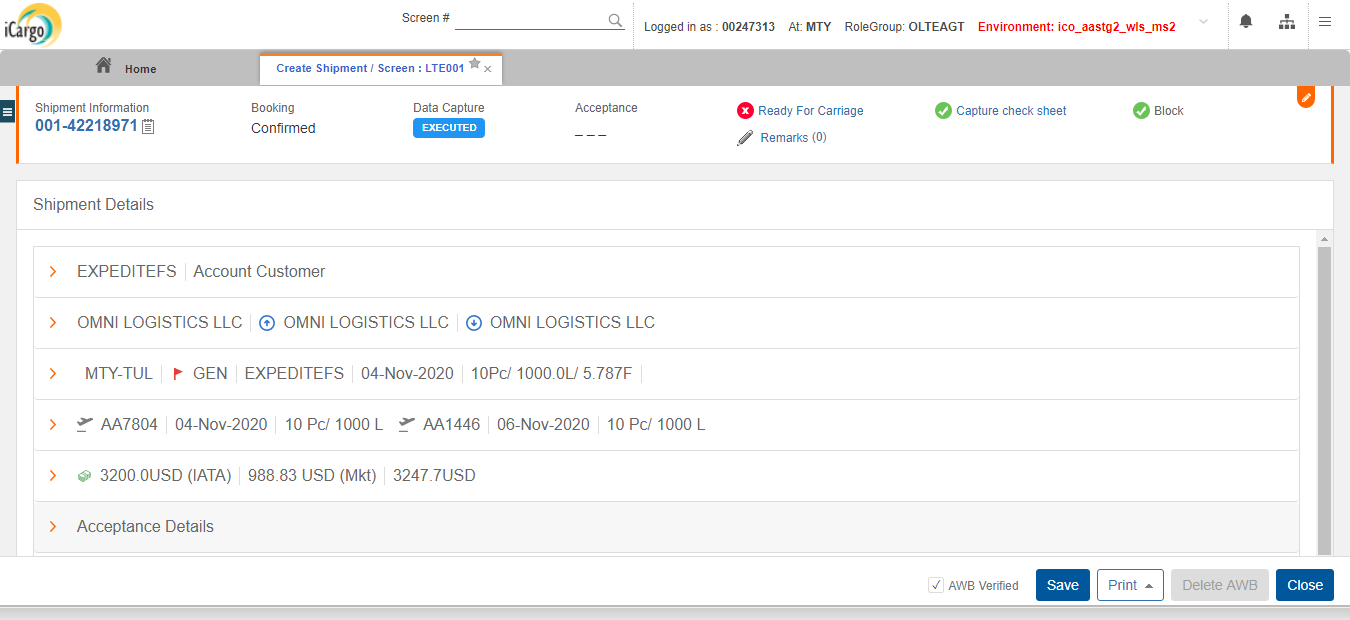 iCargo
Screen #
Logged in as : 00247313 At: MTY RoleGroup: OLTEAGT Environment: ico_aastg2_wls_ms2
Home
Create Shipment / Screen : LTE001
Shipment Information
001-42218971
Booking
Confirmed
Data Capture
EXECUTED
Acceptance
_ _ _
Ready For Carriage
Remarks (0)
Capture check sheet
Block
Shipment Details
EXPEDITEFS Account Customer
OMNI LOGISTICS LLC OMNI LOGISTICS LLC OMNI LOGISTICS LLC
MTY-TUL GEN EXPEDITEFS 04-Nov-2020 10Pc/ 1000.0L/ 5.787F
AA7804 04-Nov-2020 10 Pc/ 1000 L AA1446 06-Nov-2020 10 Pc/ 1000 L
3200.0USD (IATA) 988.83 USD (Mkt) 3247.7USD
Acceptance Details
AWB Verified
Save
Print
Delete AWB
Close